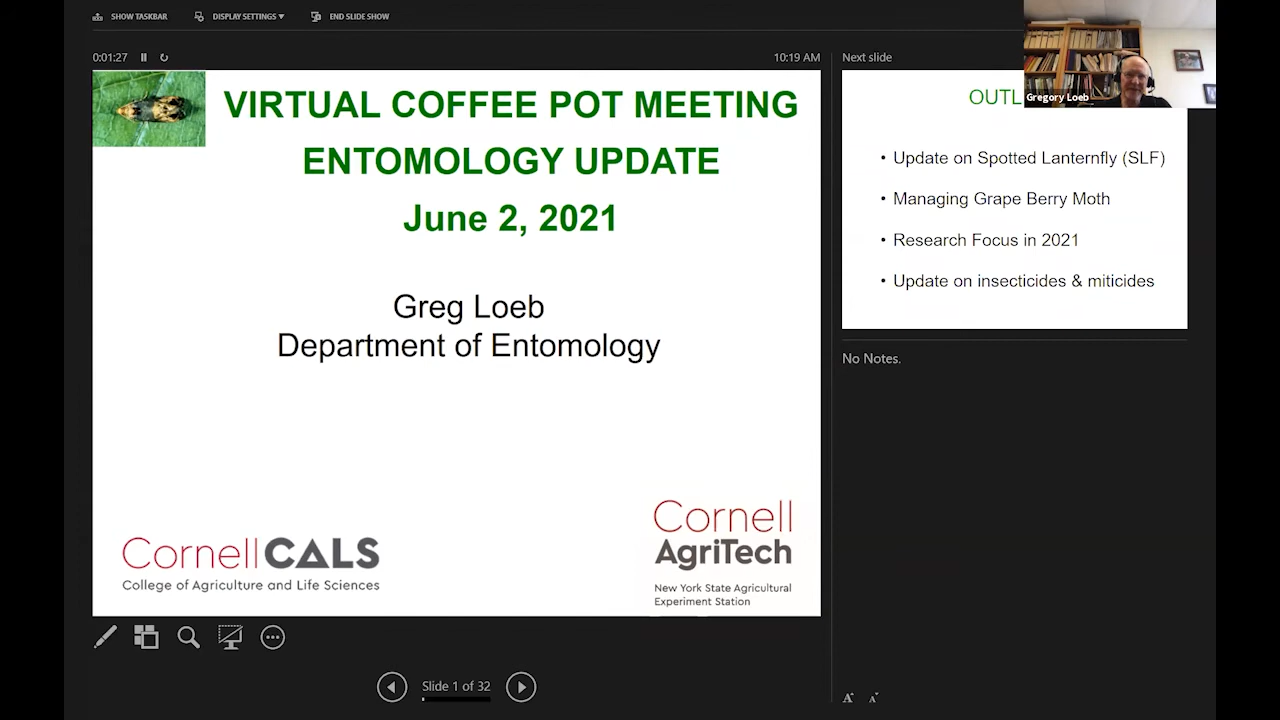 SHOW TASKBAR
DISPLAY SETTINGS
END SLIDE SHOW
0:01:27
10:19 AM
VIRTUAL COFFEE POT MEETING
ENTOMOLOGY UPDATE
June 2, 2021
Greg Loeb
Department of Entomology
CornellCALS
College of Agriculture and Life Sciences
Cornell
AgriTech
New York State Agricultural
Experiment Station
Slide 1 of 32
Next slide
Gregory Loeb
OUTL
• Update on Spotted Lanternfly (SLF)
• Managing Grape Berry Moth
• Research Focus in 2021
• Update on insecticides & miticides
No Notes.
A A